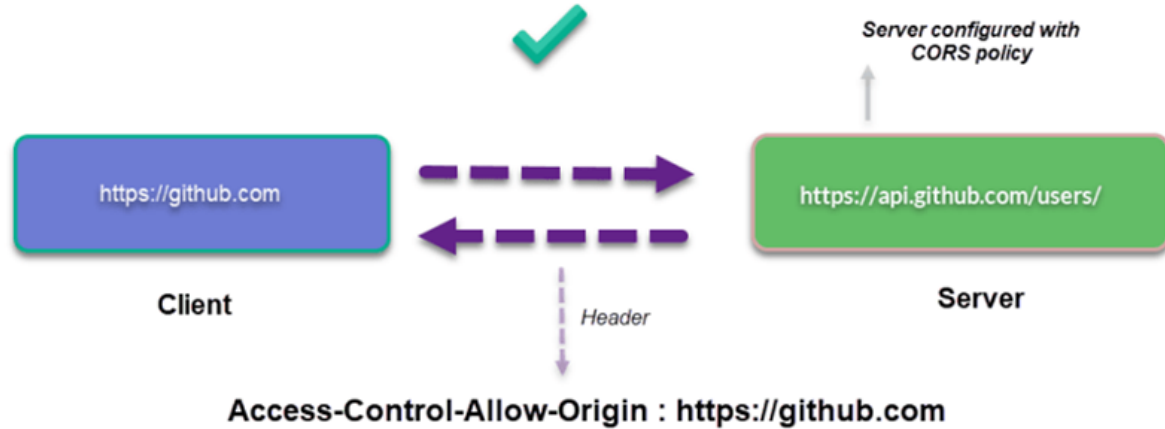 Server configured with
CORS policy
https://github.com
https://api.github.com/users/
Client
Server
Header
Access-Control-Allow-Origin : https://github.com